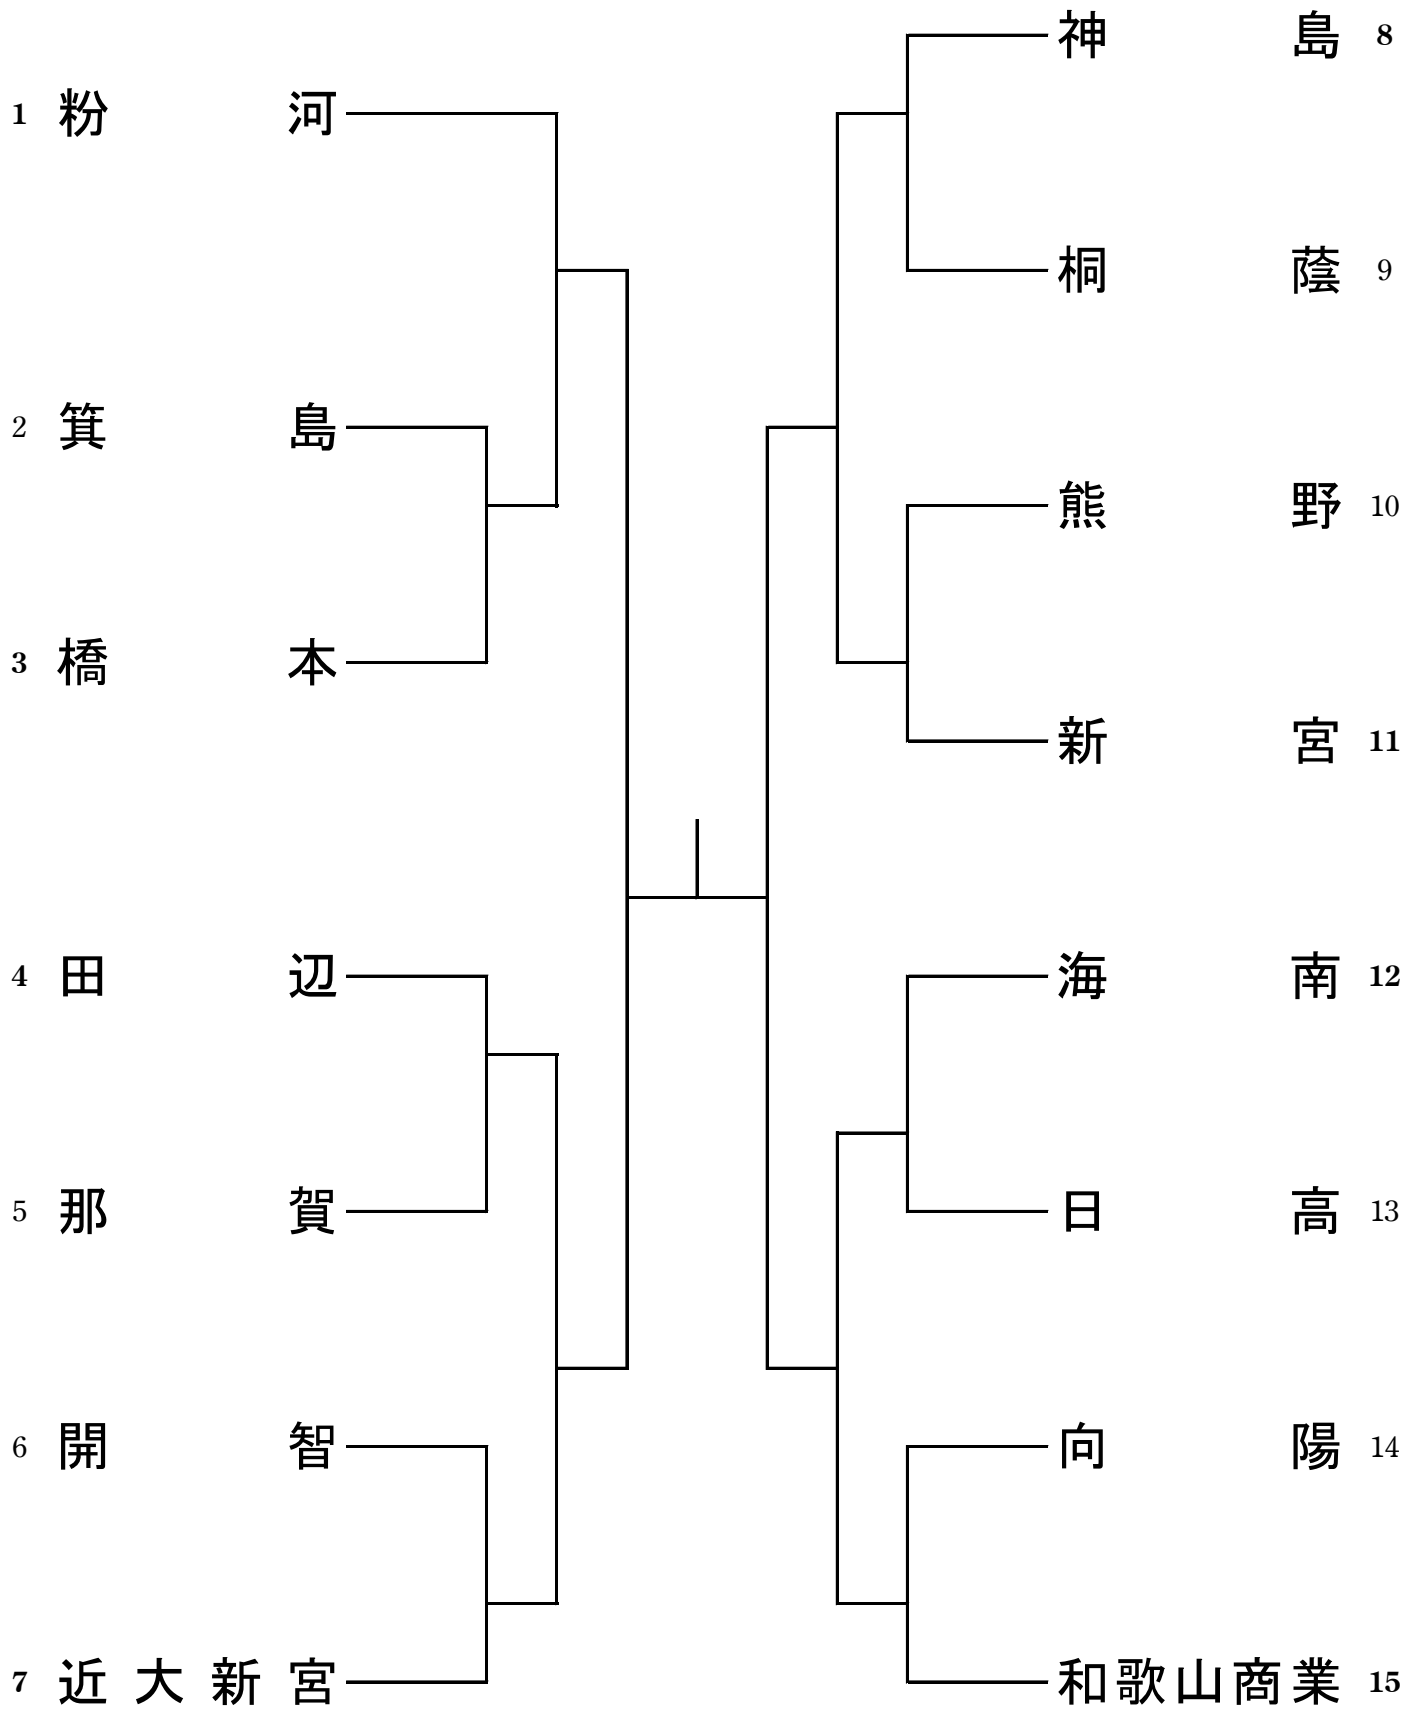 1 粉河
2 箕島
3 橋本
4 田辺
5 那賀
6 開智
7 近大新宮
神島 8
桐蔭 9
熊野 10
新宮 11
海南 12
日高 13
向陽 14
和歌山商業 15